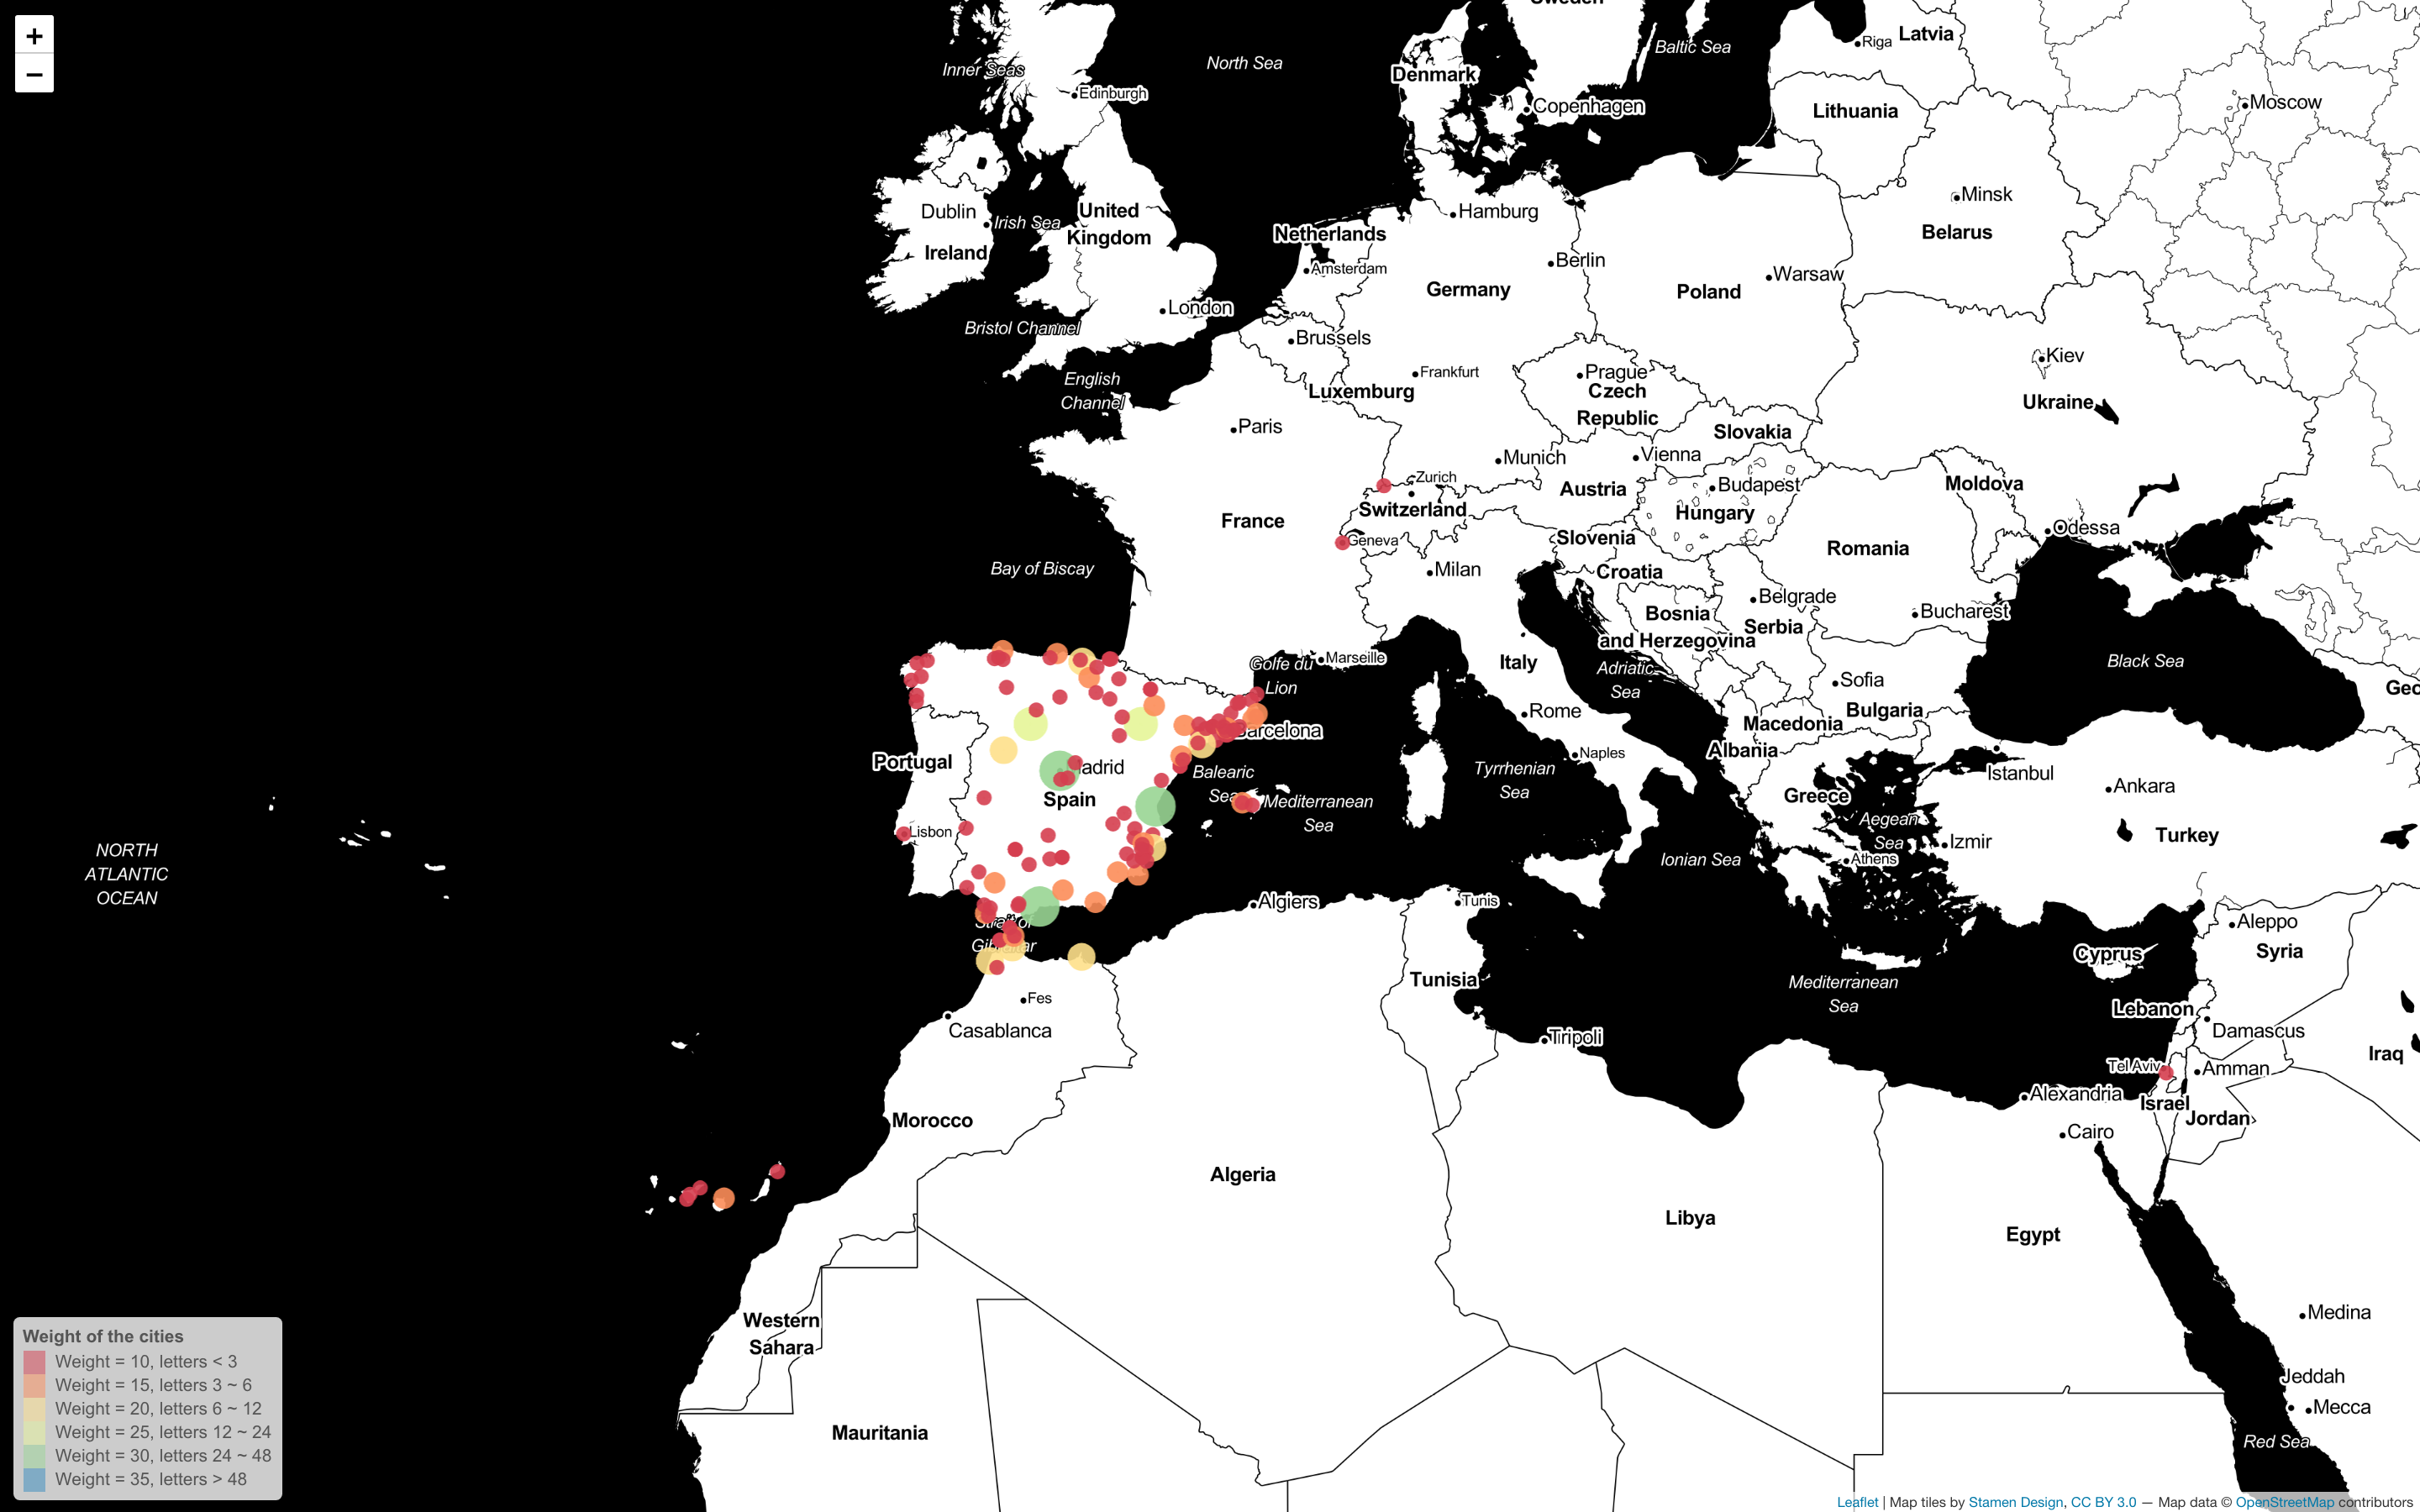 +
−
Sweden
Inner Seas
North Sea
Baltic Sea
Riga
Latvia
Edinburgh
Denmark
Copenhagen
Lithuania
Moscow
Minsk
Dublin
Irish Sea
United
Kingdom
Ireland
Netherlands
Hamburg
Belarus
Amsterdam
Berlin
Germany
Poland
Warsaw
London
Bristol Channel
Brussels
Kiev
English
Channel
Frankfurt
Luxemburg
Prague
Czech
Republic
Ukraine
Paris
Slovakia
Munich
Vienna
Zurich
Austria
Budapest
Moldova
Switzerland
Hungary
France
Geneva
Slovenia
Odessa
Romania
Bay of Biscay
Milan
Croatia
Belgrade
Bosnia
and Herzegovina
Serbia
Bucharest
Golfe du
Lion
Marseille
Italy
Adriatic
Sea
Black Sea
Sofia
Bulgaria
Geo
Rome
Macedonia
Barcelona
Albania
Naples
Portugal
Madrid
Balearic
Sea
Tyrrhenian
Sea
Istanbul
Ankara
Spain
Mediterranean
Sea
Greece
Aegean
Sea
Turkey
Lisbon
Izmir
NORTH
ATLANTIC
OCEAN
Ionian Sea
Athens
Algiers
Tunis
Strait of
Gibraltar
Aleppo
Syria
Cyprus
Tunisia
Mediterranean
Sea
Fes
Casablanca
Lebanon
Damascus
Tripoli
Iraq
Tel Aviv
Amman
Alexandria
Israel
Jordan
Morocco
Cairo
Algeria
Libya
Egypt
Western
Sahara
Medina
Jeddah
Mecca
Mauritania
Red Sea
Weight of the cities
Weight = 10, letters < 3
Weight = 15, letters 3 ~ 6
Weight = 20, letters 6 ~ 12
Weight = 25, letters 12 ~ 24
Weight = 30, letters 24 ~ 48
Weight = 35, letters > 48
Leaflet | Map tiles by Stamen Design, CC BY 3.0 — Map data © OpenStreetMap contributors